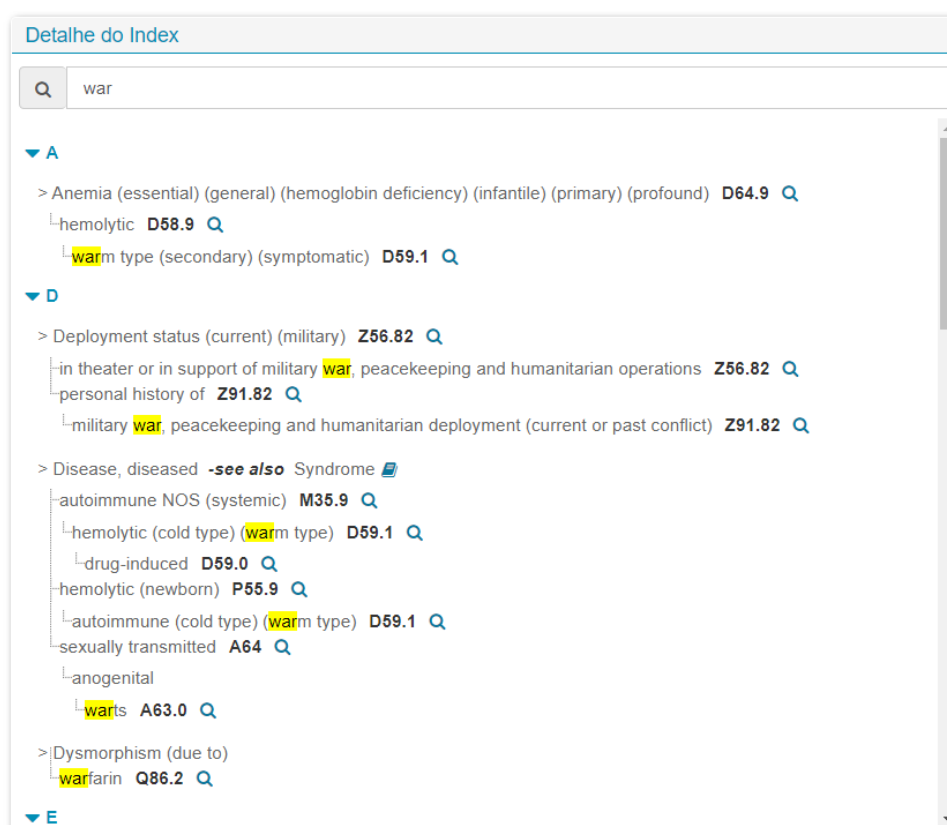 Detalhe do Index
war
A
> Anemia (essential) (general) (hemoglobin deficiency) (infantile) (primary) (profound) D64.9
hemolytic D58.9
warm type (secondary) (symptomatic) D59.1
D
> Deployment status (current) (military) Z56.82
in theater or in support of military war, peacekeeping and humanitarian operations Z56.82
personal history of Z91.82
military war, peacekeeping and humanitarian deployment (current or past conflict) Z91.82
> Disease, diseased -see also Syndrome
autoimmune NOS (systemic) M35.9
hemolytic (cold type) (warm type) D59.1
drug-induced D59.0
hemolytic (newborn) P55.9
autoimmune (cold type) (warm type) D59.1
sexually transmitted A64
anogenital
warts A63.0
> Dysmorphism (due to)
warfarin Q86.2
E